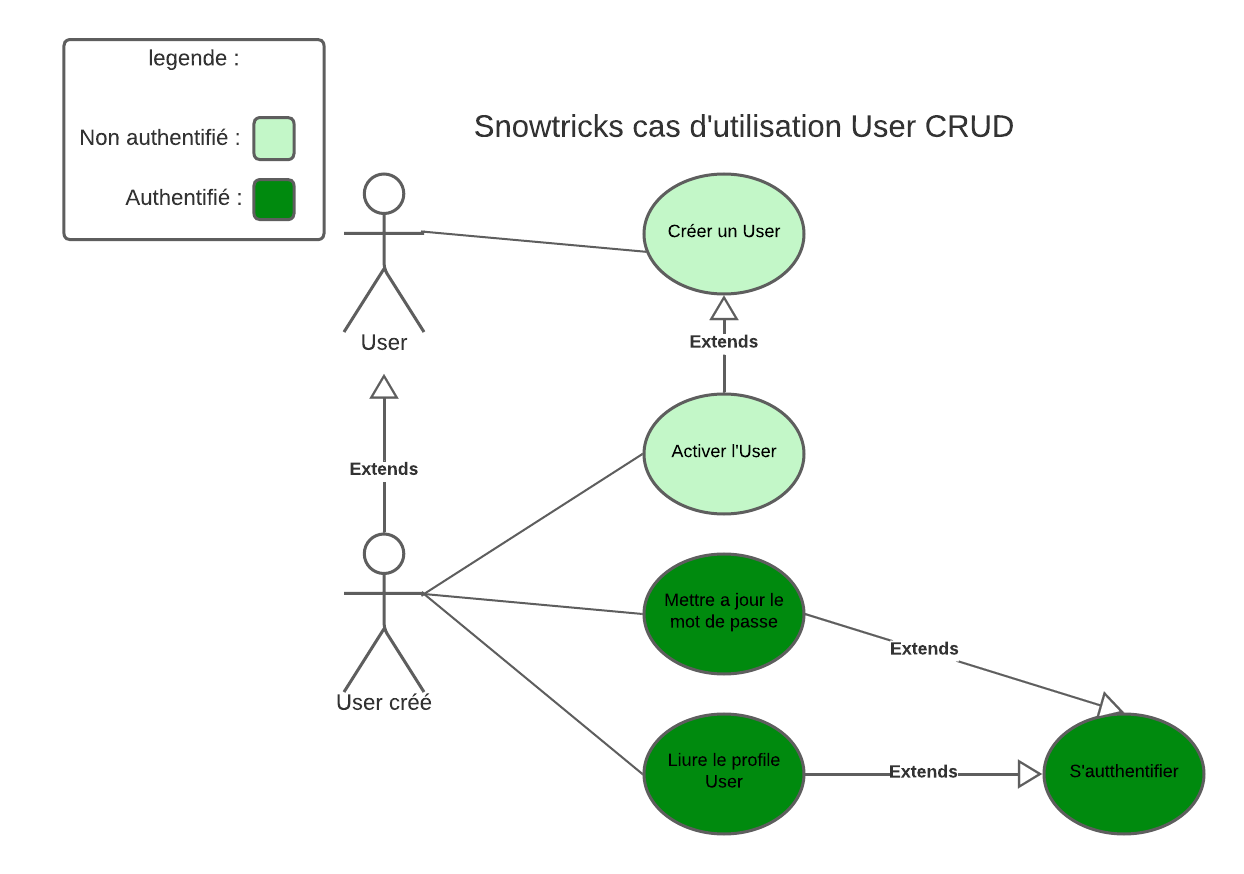 legende :
Non authentifié :
Authentifié :
Snowtricks cas d'utilisation User CRUD
Créer un User
User
Extends
Extends
Activer l'User
Mettre a jour le
mot de passe
Extends
User créé
Liure le profile
User
Extends
S'autthentifier